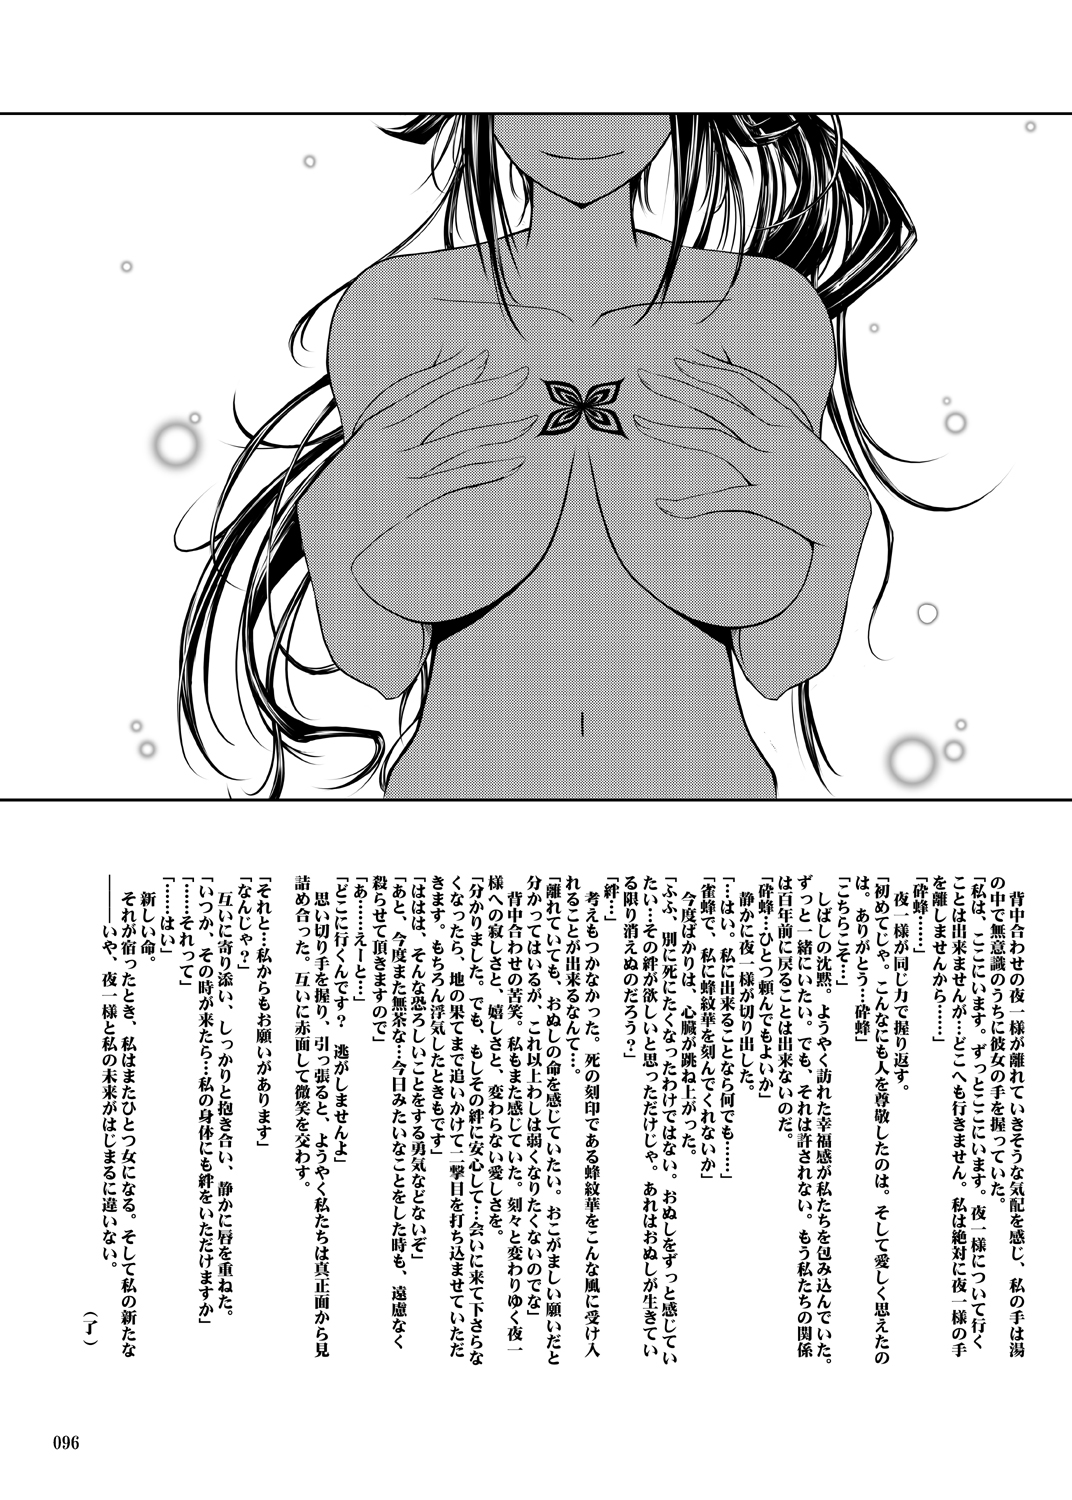 背中合わせの夜一様が離れていきそうな気配を感じ、私の手は湯
の中で無意識のうちに彼女の手を握っていた。
「私は、ここにいます。ずっとここにいます。夜一様について行く
ことは出来ませんが…どこへも行きません。私は絶対に夜一様の手
を離しませんから……」
「砕蜂……」
夜一様が同じ力で握り返す。
「初めてじゃ。こんなにも人を尊敬したのは。そして愛しく思えたの
は。ありがとう…砕蜂」
「こちらこそ…」
しばしの沈黙。ようやく訪れた幸福感が私たちを包み込んでいた。
ずっと一緒にいたい。でも、それは許されない。もう私たちの関係
は百年前に戻ることは出来ないのだ。
「砕蜂…ひとつ頼んでもよいか」
静かに夜一様が切り出した。
「…はい。私に出来ることなら何でも……」
「雀蜂で、私に蜂紋華を刻んでくれないか」
今度ばかりは、心臓が跳ね上がった。
「ふふ、別に死にたくなったわけではない。おぬしをずっと感じてい
たい…その絆が欲しいと思っただけじゃ。あれはおぬしが生きてい
る限り消えぬのだろう？」
「絆…」
考えもつかなかった。死の刻印である蜂紋華をこんな風に受け入
れることが出来るなんて…。
「離れていても、おぬしの命を感じていたい。おこがましい願いだと
分かってはいるが、これ以上わしは弱くなりたくないのでな」
背中合わせの苦笑。私もまた感じていた。刻々と変わりゆく夜一
様への寂しさと、嬉しさと、変わらない愛しさを。
「分かりました。でも、もしその絆に安心して…会いに来て下さらな
くなったら、地の果てまで追いかけて二撃目を打ち込ませていただ
きます。もちろん浮気したときもです」
「ははは、そんな恐ろしいことをする勇気などないぞ」
「あと、今度また無茶な…今日みたいなことをした時も、遠慮なく
殺らせて頂きますので」
「あ……えーと…」
「どこに行くんです？　逃がしませんよ」
思い切り手を握り、引っ張ると、ようやく私たちは真正面から見
詰め合った。互いに赤面して微笑を交わす。
「それと…私からもお願いがあります」
「なんじゃ？」
互いに寄り添い、しっかりと抱き合い、静かに唇を重ねた。
「いつか、その時が来たら…私の身体にも絆をいただけますか」
「……それって」
「……はい」
新しい命。
それが宿ったとき、私はまたひとつ女になる。そして私の新たな
――いや、夜一様と私の未来がはじまるに違いない。
（了）
096